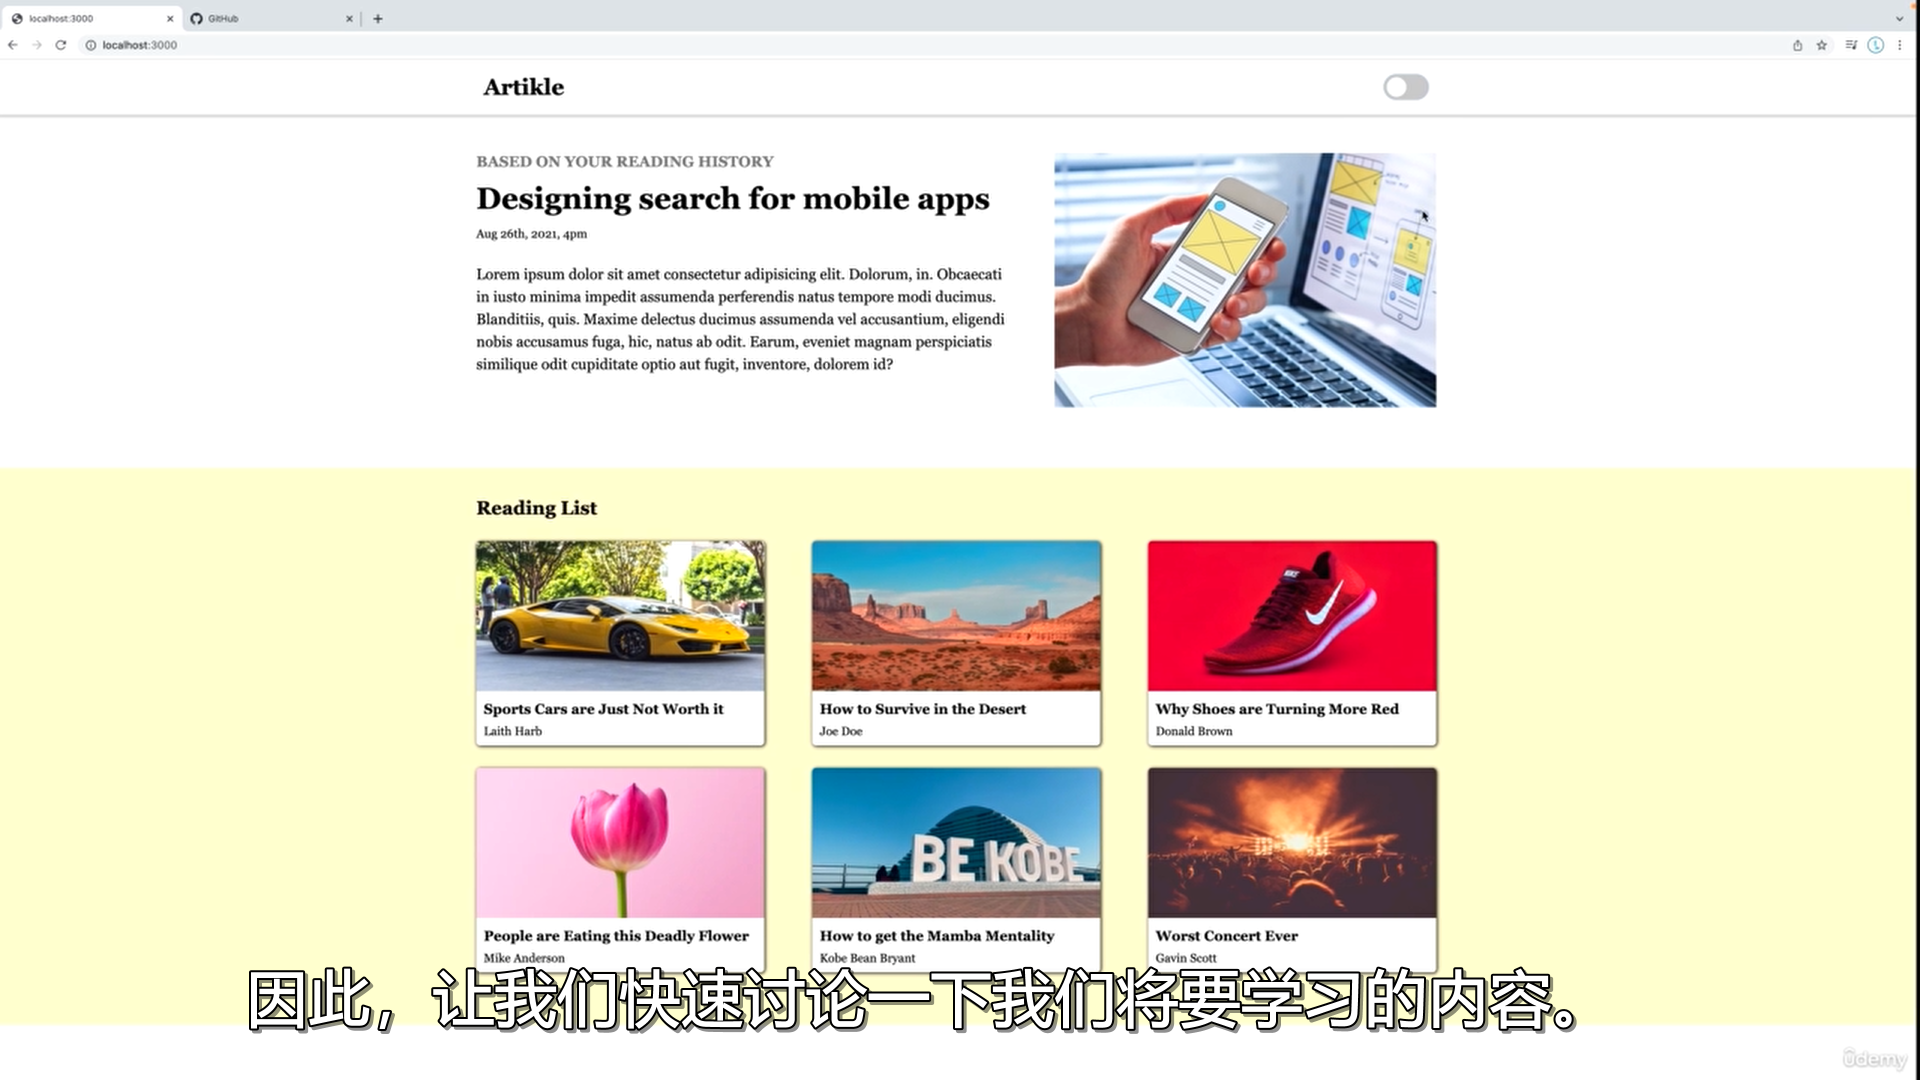 localhost:3000
GitHub
localhost:3000
Artikle
BASED ON YOUR READING HISTORY
Designing search for mobile apps
Aug 26th, 2021, 4pm
Lorem ipsum dolor sit amet consectetur adipisicing elit. Dolorum, in. Obcaecati
in iusto minima impedit assumenda perferendis natus tempore modi ducimus.
Blanditiis, quis. Maxime delectus ducimus assumenda vel accusantium, eligendi
nobis accusamus fuga, hic, natus ab odit. Earum, eveniet magnam perspiciatis
similique odit cupiditate optio aut fugit, inventore, dolorem id?
Reading List
NIKE
Sports Cars are Just Not Worth it
Laith Harb
How to Survive in the Desert
Joe Doe
Why Shoes are Turning More Red
Donald Brown
BE KOBE
People are Eating this Deadly Flower
Mike Anderson
How to get the Mamba Mentality
Kobe Bean Bryant
Worst Concert Ever
Gavin Scott
因此，让我们快速讨论一下我们将要学习的内容。
ûdemy